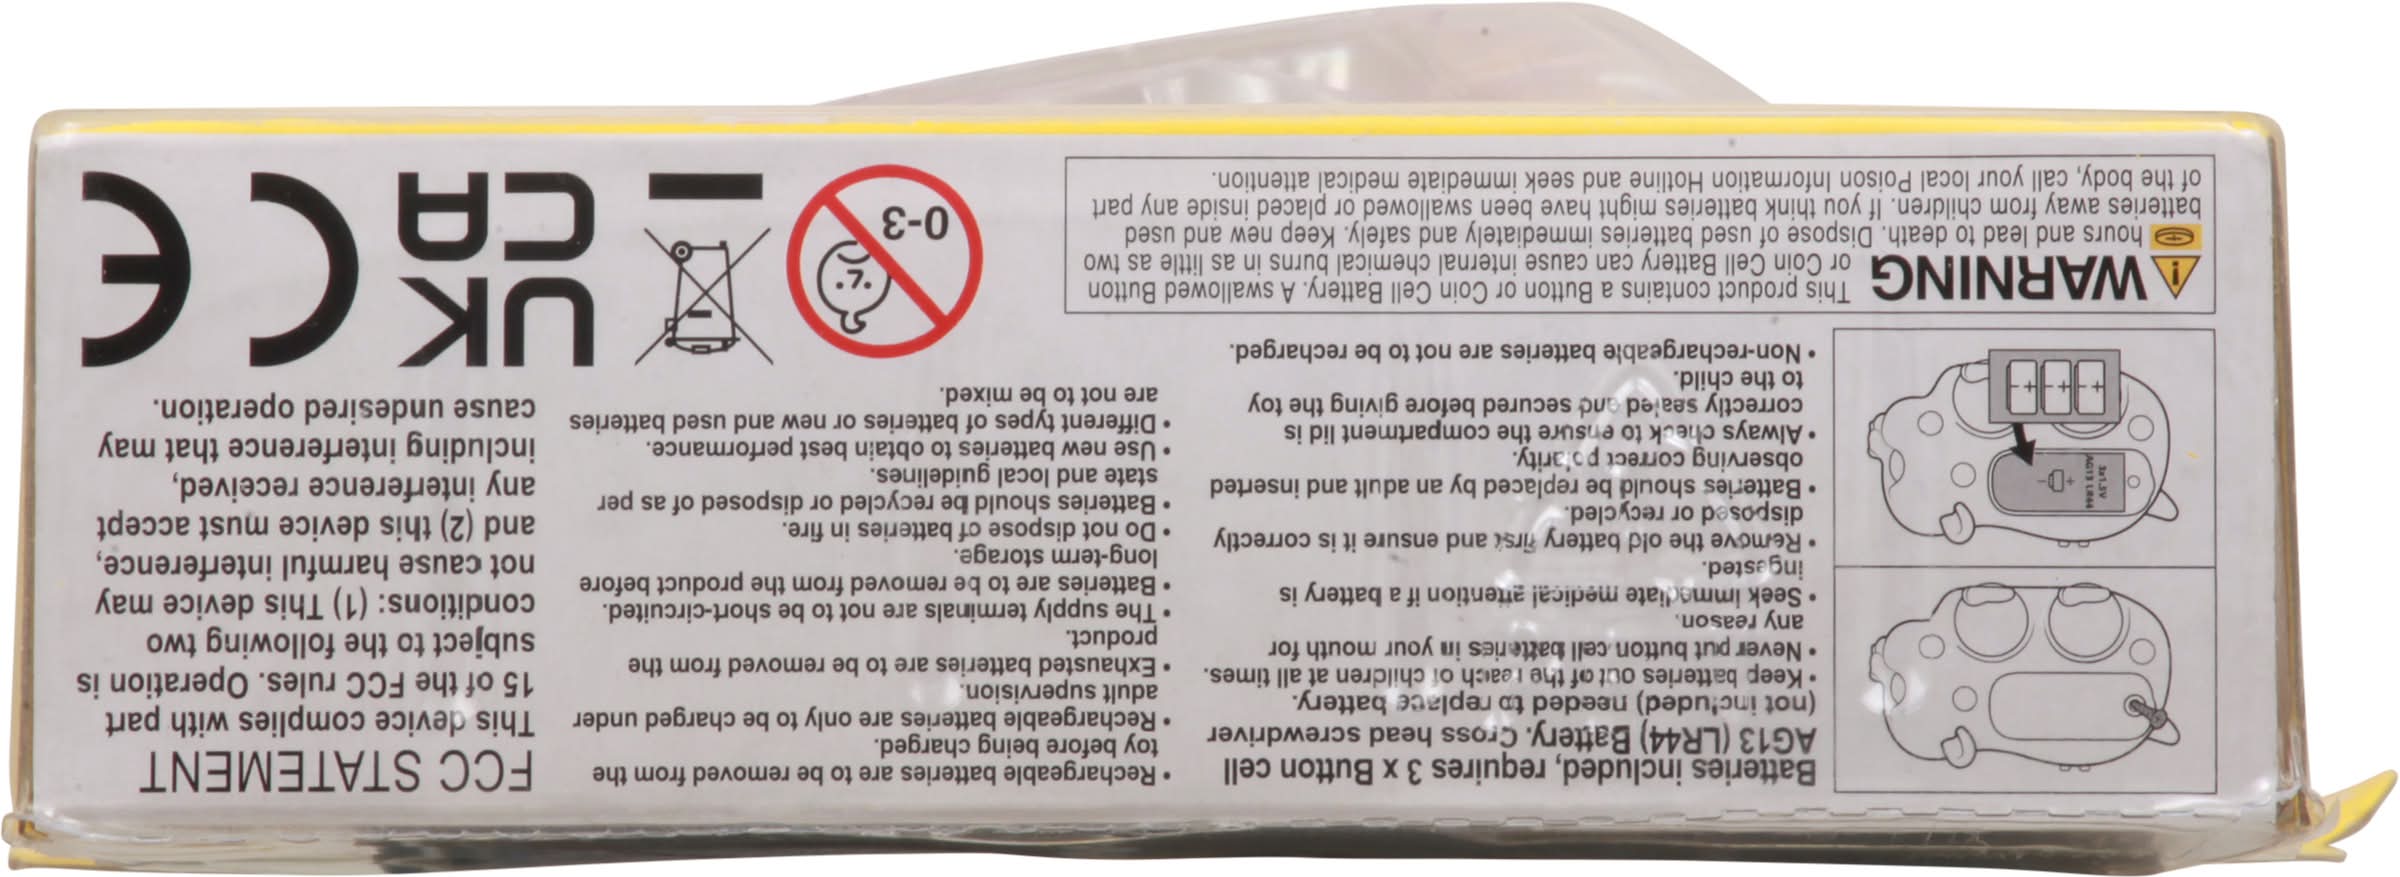 Batteries included, requires 3 x Button cell
AG13 (LR44) Battery. Cross head screwdriver
(not included) needed to replace battery.
• Keep batteries out of the reach of children at all times.
• Never put button cell batteries in your mouth for
any reason.
• Seek immediate medical attention if a battery is
ingested.
• Remove the old battery first and ensure it is correctly
disposed or recycled.
• Batteries should be replaced by an adult and inserted
observing correct polarity.
• Always check to ensure the compartment lid is
correctly sealed and secured before giving the toy
to the child.
• Non-rechargeable batteries are not to be recharged.
3x1.5V
AG13 LR44
WARNING
This product contains a Button or Coin Cell Battery. A swallowed Button
or Coin Cell Battery can cause internal chemical burns in as little as two
hours and lead to death. Dispose of used batteries immediately and safely. Keep new and used
batteries away from children. If you think batteries might have been swallowed or placed inside any part
of the body, call your local Poison Information Hotline and seek immediate medical attention.
• Rechargeable batteries are to be removed from the
toy before being charged.
• Rechargeable batteries are only to be charged under
adult supervision.
• Exhausted batteries are to be removed from the
product.
• The supply terminals are not to be short-circuited.
• Batteries are to be removed from the product before
long-term storage.
• Do not dispose of batteries in fire.
• Batteries should be recycled or disposed of as per
state and local guidelines.
• Use new batteries to obtain best performance.
• Different types of batteries or new and used batteries
are not to be mixed.
0-3
FCC STATEMENT
This device complies with part
15 of the FCC rules. Operation is
subject to the following two
conditions: (1) This device may
not cause harmful interference,
and (2) this device must accept
any interference received,
including interference that may
cause undesired operation.
UK
CA
CE